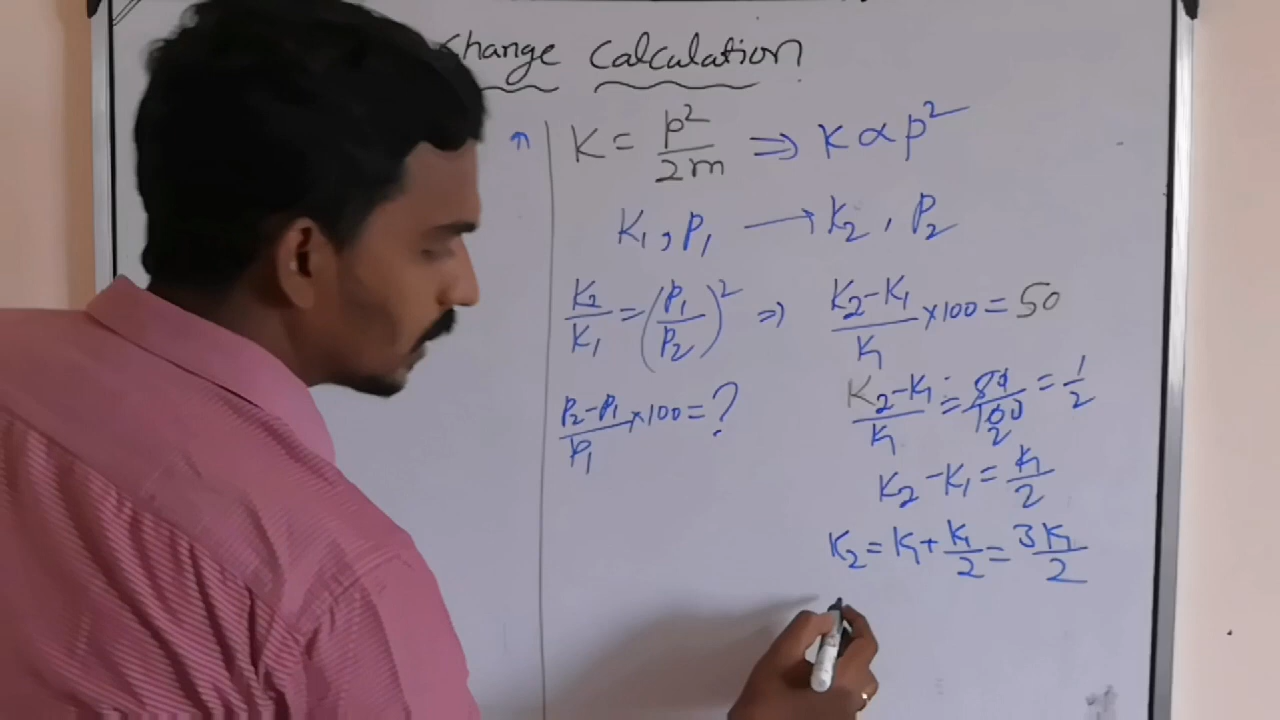 Change Calculation
↑
K = p²/2m ⇒ K ∝ p²
K₁, P₁ → K₂, P₂
K₂/K₁ = (P₁/P₂)² ⇒ (K₂-K₁)/K₁ ×100 = 50
(P₂-P₁)/P₁ ×100 = ?
(K₂-K₁)/K₁ = 50/100 2 = 1/2
K₂-K₁ = K₁/2
K₂ = K₁ + K₁/2 = 3K₁/2